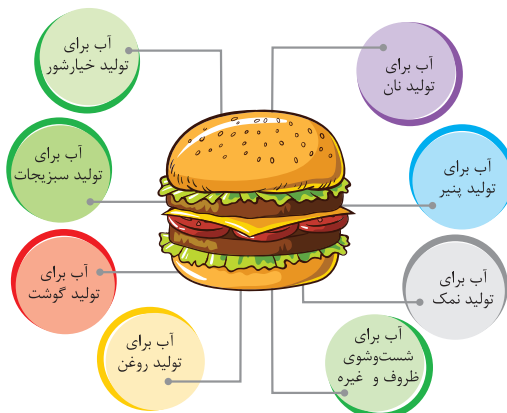 آب برای
تولید نان
آب برای
تولید پنیر
آب برای
تولید نمک
آب برای
شست‌وشوی
ظروف و غیره
آب برای
تولید خیارشور
آب برای
تولید سبزیجات
آب برای
تولید گوشت
آب برای
تولید روغن